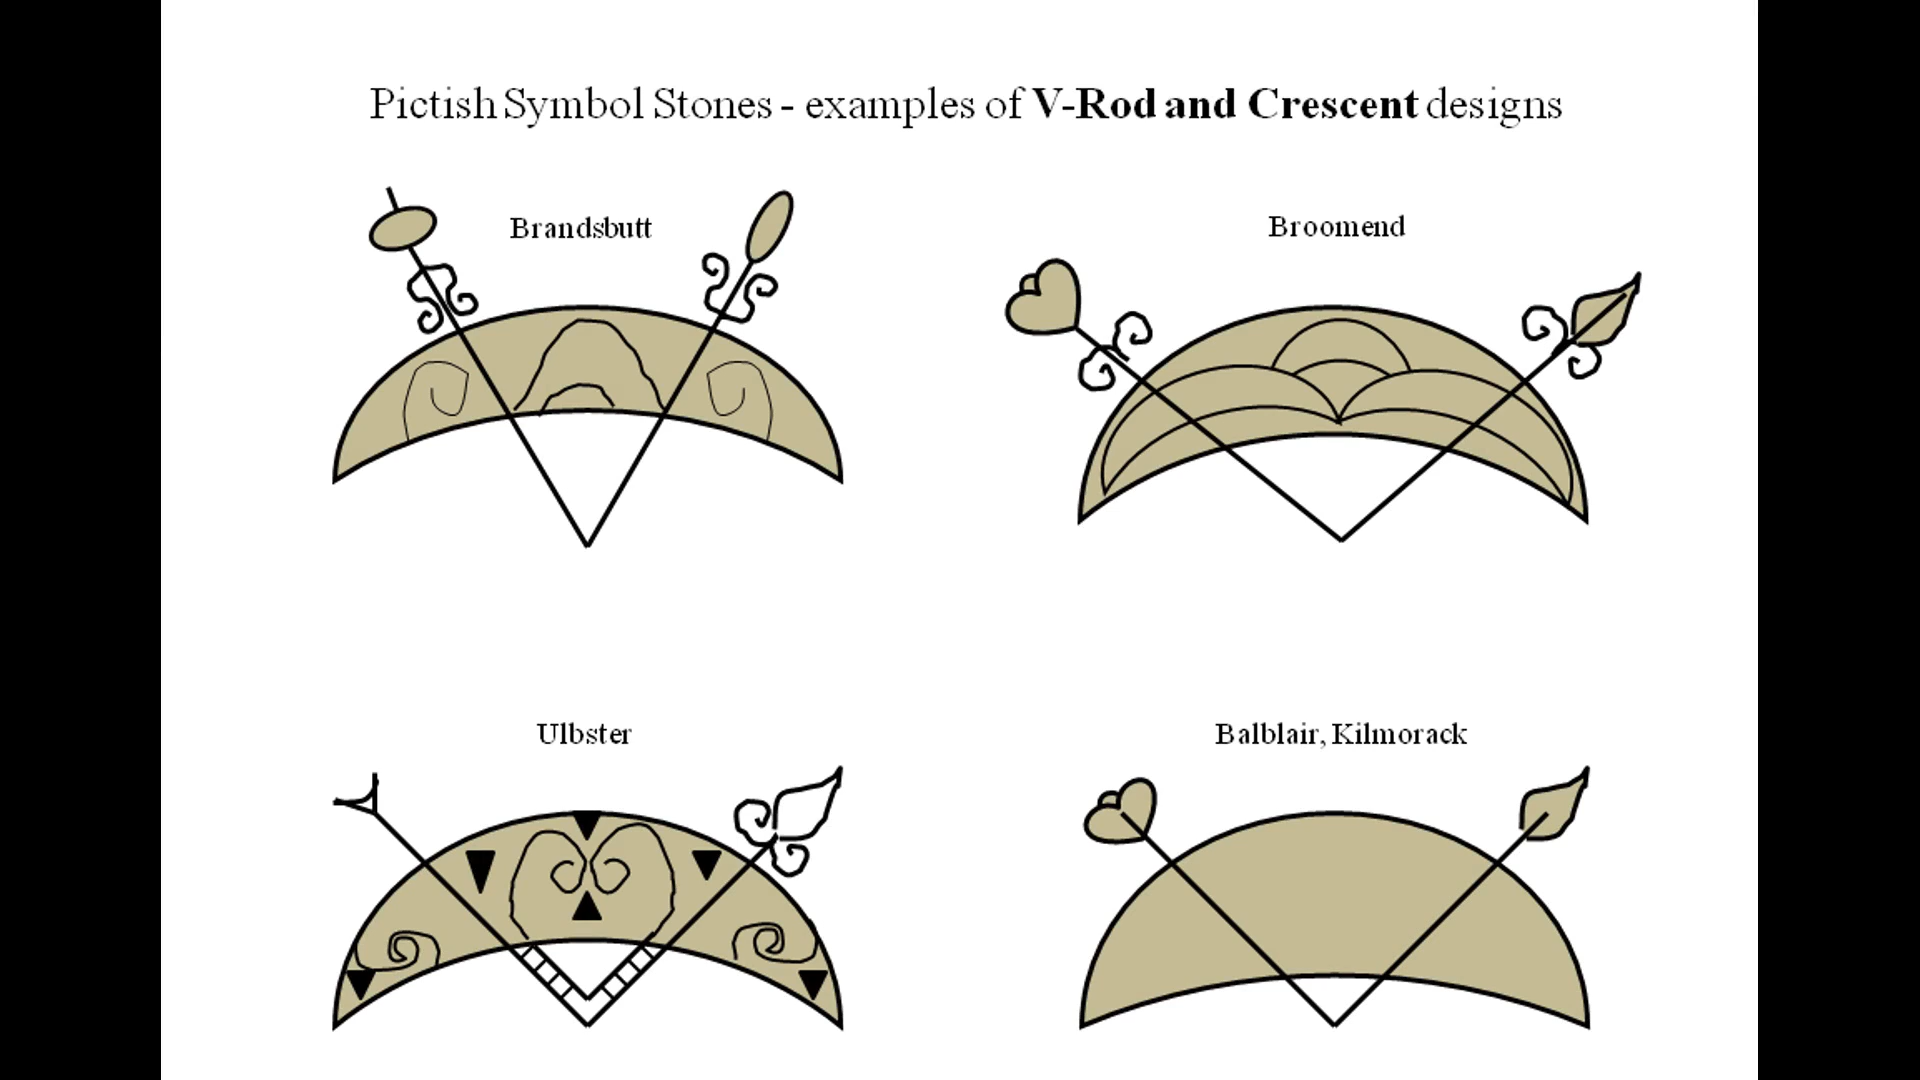 Pictish Symbol Stones - examples of V-Rod and Crescent designs
Brandsbutt
Broomend
Ulbster
Balblair, Kilmorack